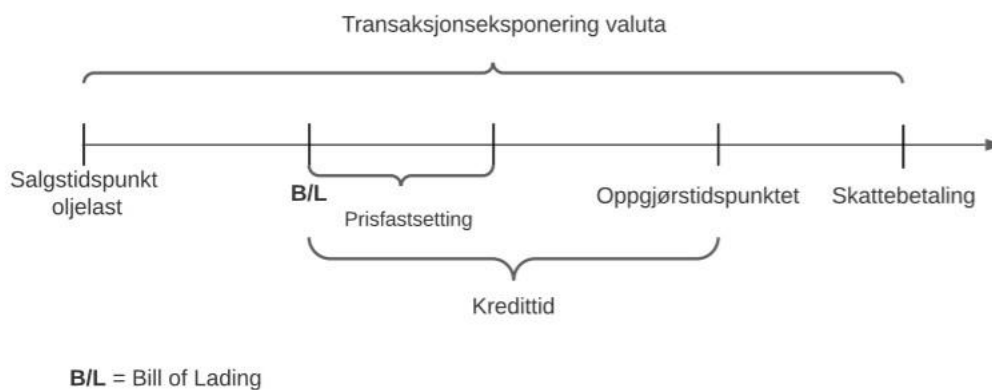 Transaksjonseksponering valuta
Salgstidspunkt
oljelast
B/L
Prisfastsetting
Oppgjørstidspunktet
Skattebetaling
Kredittid
B/L = Bill of Lading